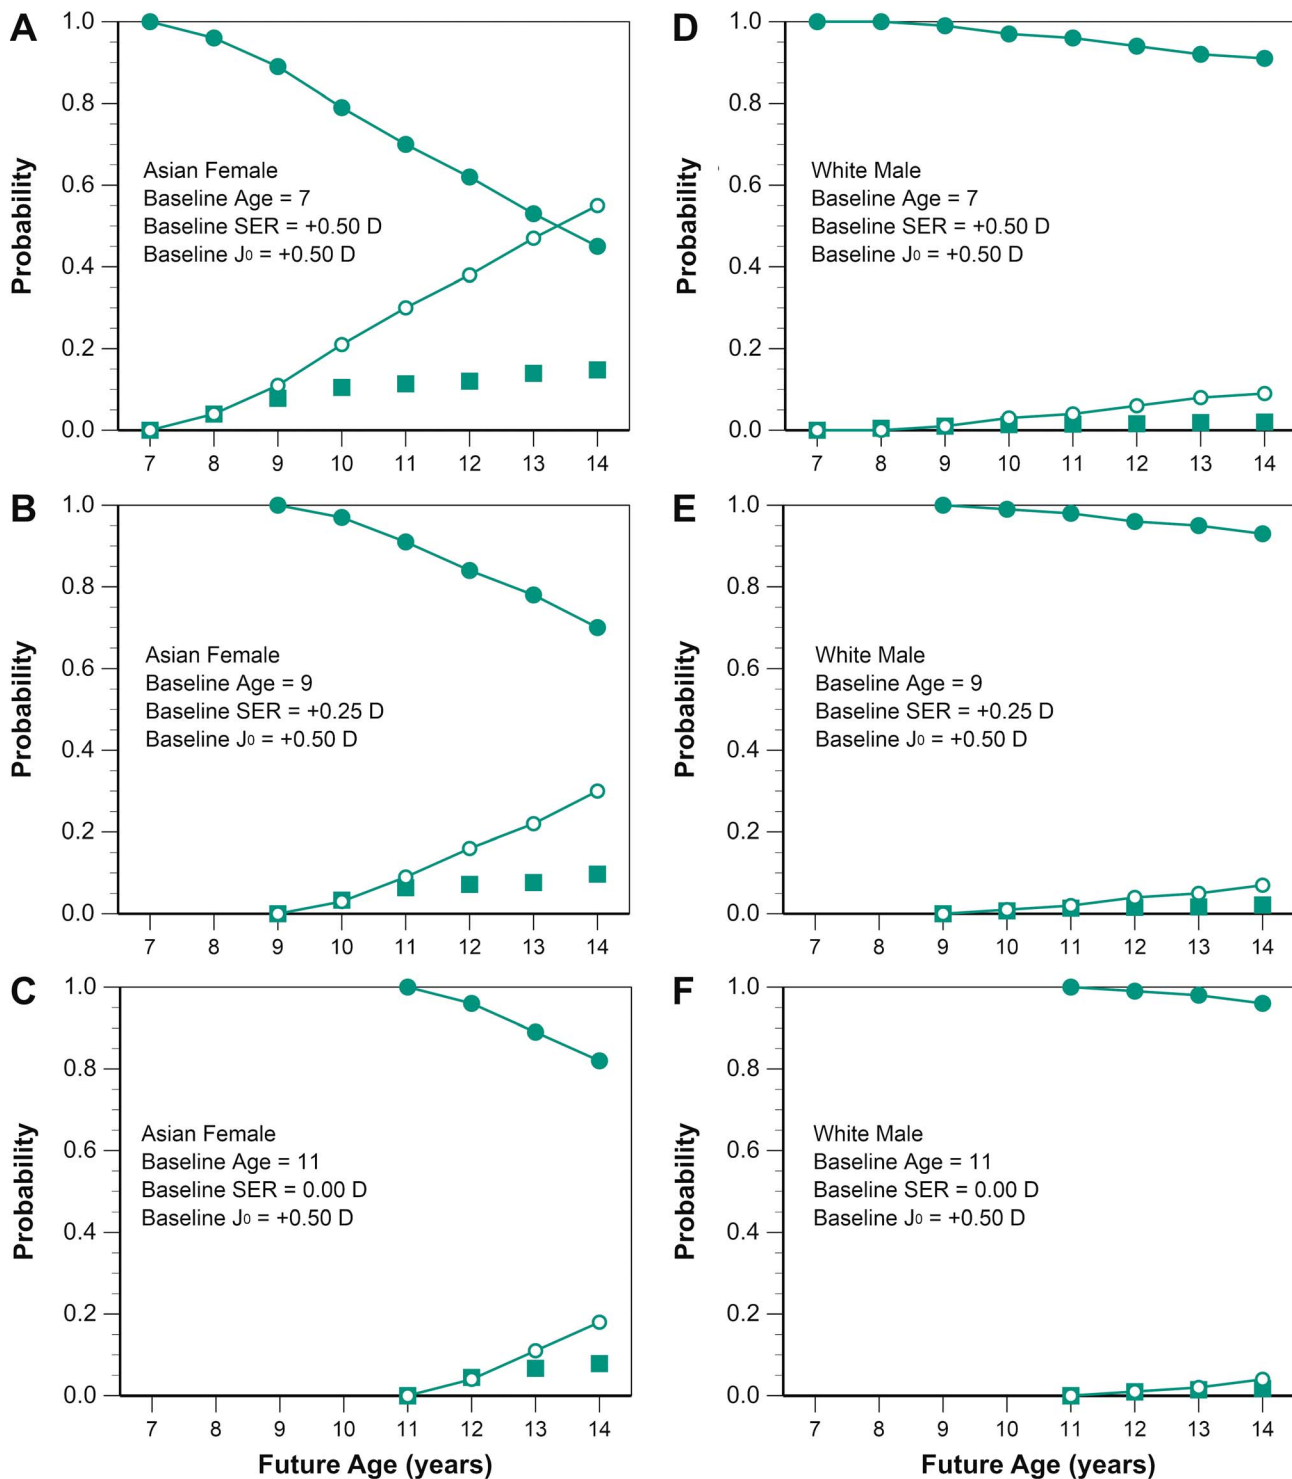 A
Probability
1.0
0.8
0.6
0.4
0.2
0.0
Asian Female
Baseline Age = 7
Baseline SER = +0.50 D
Baseline J0 = +0.50 D
7 8 9 10 11 12 13 14
D
Probability
1.0
0.8
0.6
0.4
0.2
0.0
White Male
Baseline Age = 7
Baseline SER = +0.50 D
Baseline J0 = +0.50 D
7 8 9 10 11 12 13 14
B
Probability
1.0
0.8
0.6
0.4
0.2
0.0
Asian Female
Baseline Age = 9
Baseline SER = +0.25 D
Baseline J0 = +0.50 D
7 8 9 10 11 12 13 14
E
Probability
1.0
0.8
0.6
0.4
0.2
0.0
White Male
Baseline Age = 9
Baseline SER = +0.25 D
Baseline J0 = +0.50 D
7 8 9 10 11 12 13 14
C
Probability
1.0
0.8
0.6
0.4
0.2
0.0
Asian Female
Baseline Age = 11
Baseline SER = 0.00 D
Baseline J0 = +0.50 D
7 8 9 10 11 12 13 14
Future Age (years)
F
Probability
1.0
0.8
0.6
0.4
0.2
0.0
White Male
Baseline Age = 11
Baseline SER = 0.00 D
Baseline J0 = +0.50 D
7 8 9 10 11 12 13 14
Future Age (years)